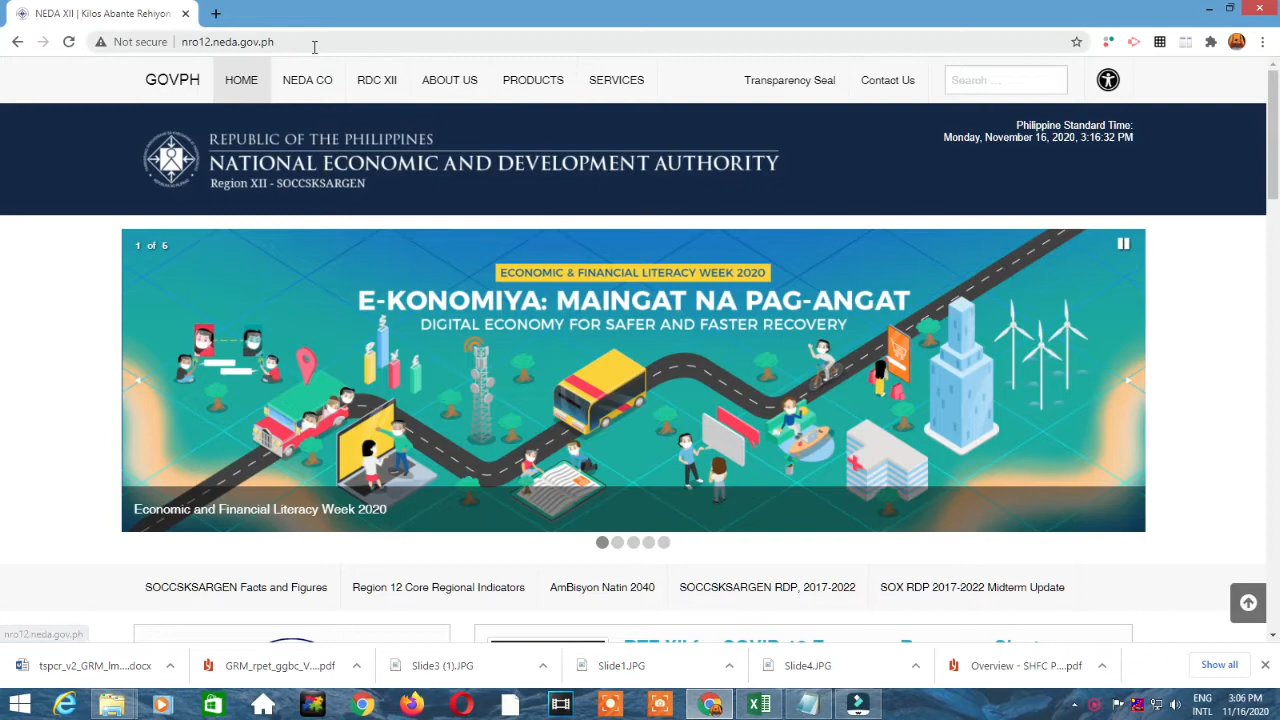 NEDA XII | Kilos Abante Rehiyon
Not secure
nro12.neda.gov.ph
GOVPH
HOME
NEDA CO
RDC XII
ABOUT US
PRODUCTS
SERVICES
Transparency Seal
Contact Us
Search ...
REPUBLIC OF THE PHILIPPINES
NATIONAL ECONOMIC AND DEVELOPMENT AUTHORITY
Region XII - SOCCSKSARGEN
Philippine Standard Time:
Monday, November 16, 2020, 3:16:32 PM
1 of 5
ECONOMIC & FINANCIAL LITERACY WEEK 2020
E-KONOMIYA: MAINGAT NA PAG-ANGAT
DIGITAL ECONOMY FOR SAFER AND FASTER RECOVERY
Economic and Financial Literacy Week 2020
SOCCSKSARGEN Facts and Figures
Region 12 Core Regional Indicators
AmBisyon Natin 2040
SOCCSKSARGEN RDP, 2017-2022
SOX RDP 2017-2022 Midterm Update
nro12.neda.gov.ph
tspcr_v2_GRM_lm....docx
GRM_rpet_ggbc_V....pdf
Slide3 (1).JPG
Slide1.JPG
Slide4.JPG
Overview - SHFC P....pdf
Show all
ENG
INTL
3:06 PM
11/16/2020